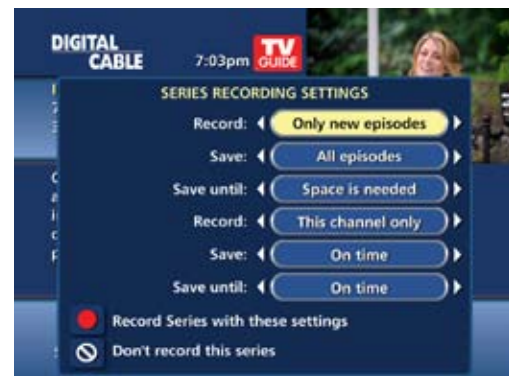 DIGITAL
CABLE
7:03pm
TV
GUIDE
SERIES RECORDING SETTINGS
Record: Only new episodes
Save: All episodes
Save until: Space is needed
Record: This channel only
Save: On time
Save until: On time
Record Series with these settings
Don't record this series